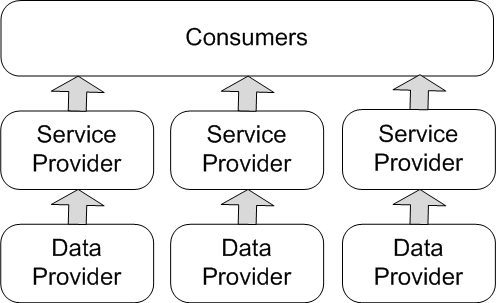 Consumers
Service
Provider
Service
Provider
Service
Provider
Data
Provider
Data
Provider
Data
Provider